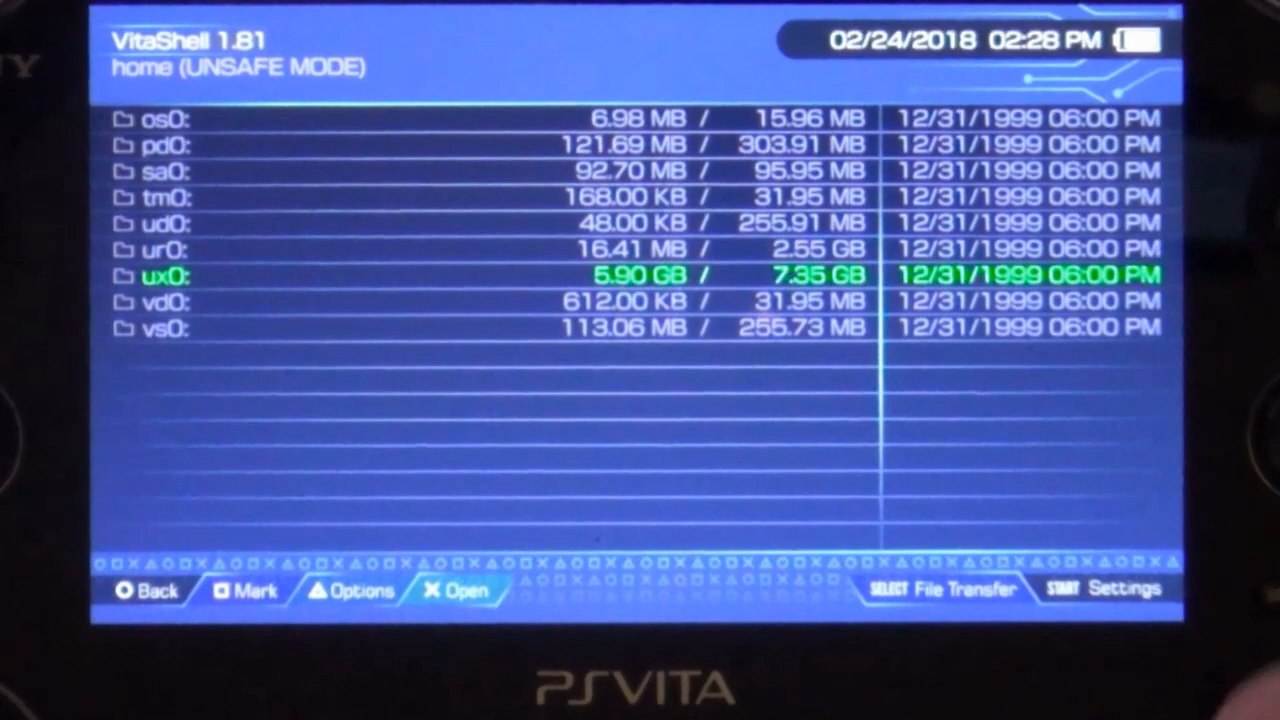 VitaShell 1.81
02/24/2018 02:28 PM
home (UNSAFE MODE)
os0: 6.98 MB / 15.96 MB 12/31/1999 06:00 PM
pd0: 121.69 MB / 303.91 MB 12/31/1999 06:00 PM
sa0: 92.70 MB / 95.95 MB 12/31/1999 06:00 PM
tm0: 168.00 KB / 31.95 MB 12/31/1999 06:00 PM
ud0: 48.00 KB / 255.91 MB 12/31/1999 06:00 PM
ur0: 16.41 MB / 2.55 GB 12/31/1999 06:00 PM
ux0: 5.90 GB / 7.35 GB 12/31/1999 06:00 PM
vd0: 612.00 KB / 31.95 MB 12/31/1999 06:00 PM
vs0: 113.06 MB / 255.73 MB 12/31/1999 06:00 PM
Back Mark Options Open SELECT File Transfer START Settings
PSVITA